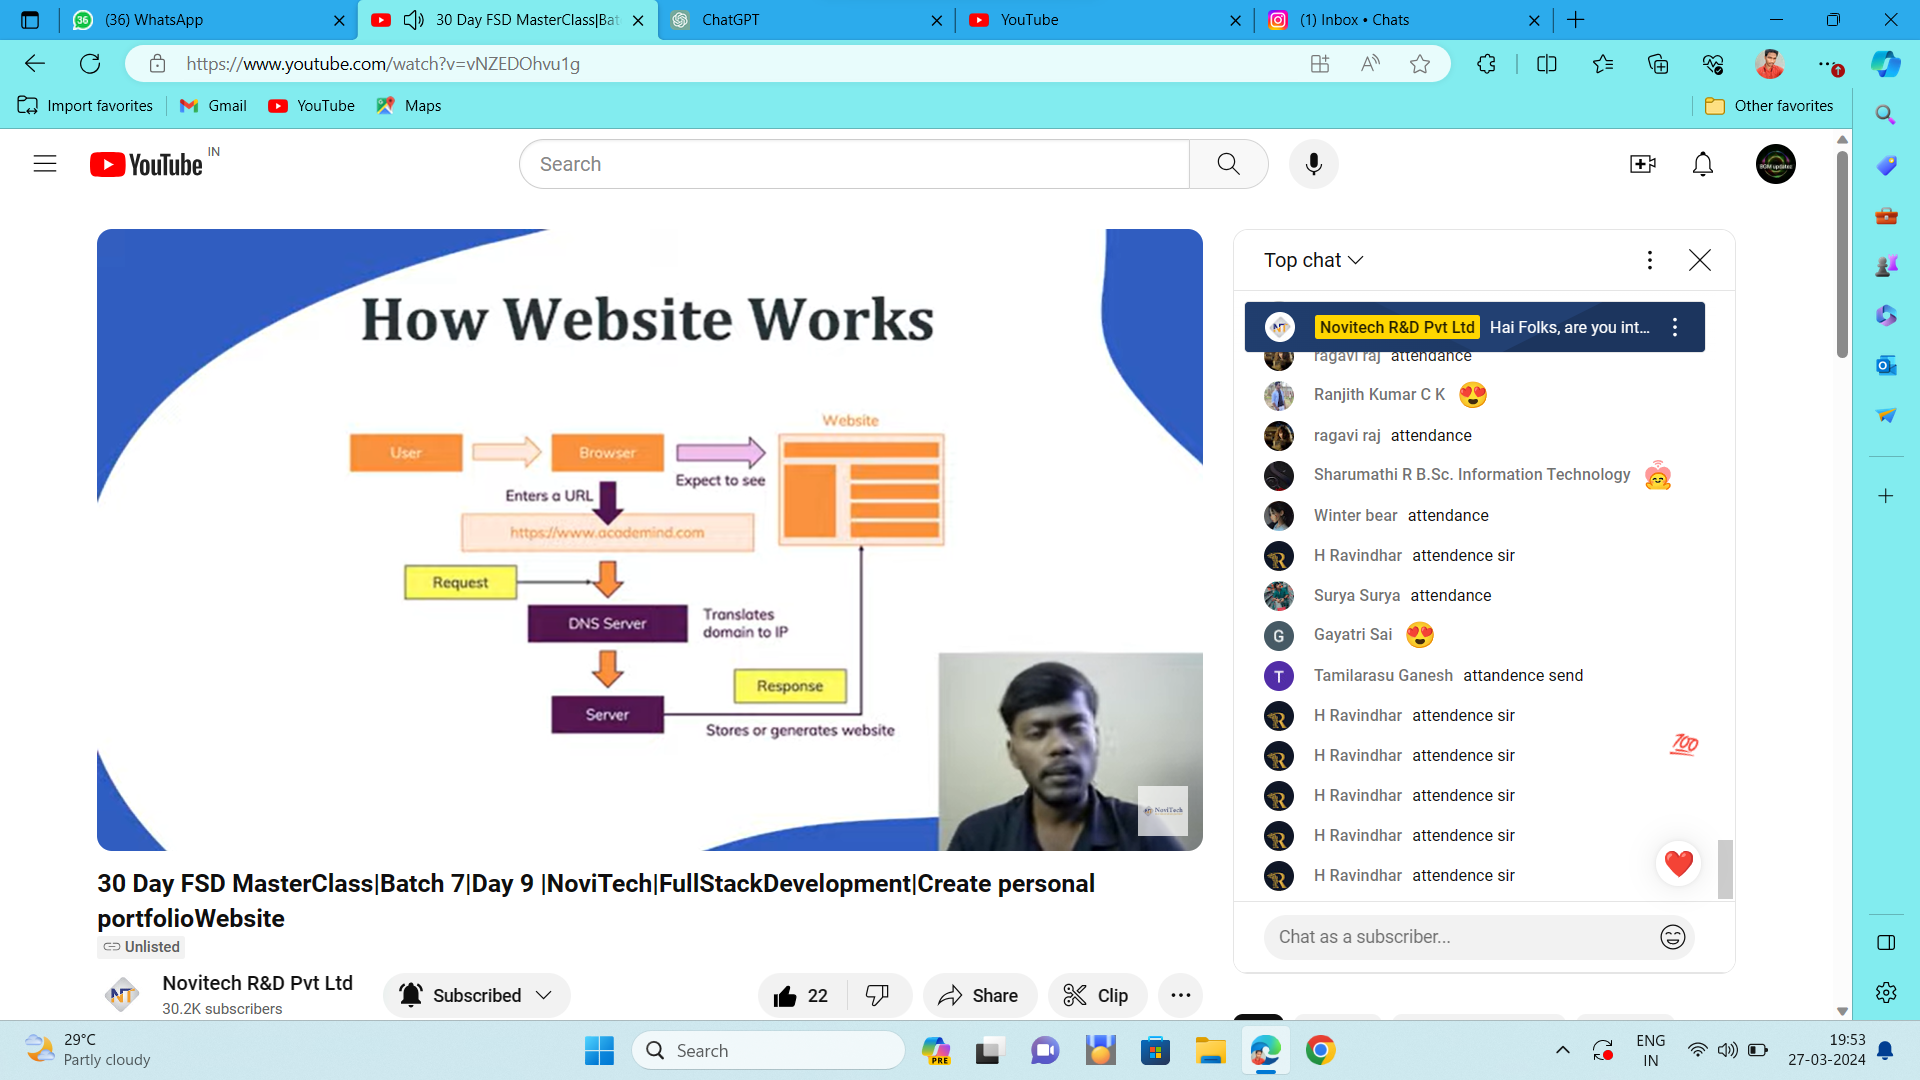 36 (36) WhatsApp
30 Day FSD MasterClass|Bat
ChatGPT
YouTube
(1) Inbox • Chats
https://www.youtube.com/watch?v=vNZEDOhvu1g
Import favorites
Gmail
YouTube
Maps
Other favorites
YouTube IN
Search
How Website Works
Website
User
Browser
Expect to see
Enters a URL
https://www.academind.com
Request
DNS Server
Translates
domain to IP
Response
Server
Stores or generates website
NoviTech
Top chat
Novitech R&D Pvt Ltd Hai Folks, are you int...
ragavi raj attendance
Ranjith Kumar C K 😍
ragavi raj attendance
Sharumathi R B.Sc. Information Technology
Winter bear attendance
H Ravindhar attendence sir
Surya Surya attendance
G Gayatri Sai 😍
T Tamilarasu Ganesh attandence send
H Ravindhar attendence sir
H Ravindhar attendence sir
100
H Ravindhar attendence sir
H Ravindhar attendence sir
H Ravindhar attendence sir
Chat as a subscriber...
30 Day FSD MasterClass|Batch 7|Day 9 |NoviTech|FullStackDevelopment|Create personal
portfolioWebsite
Unlisted
NT Novitech R&D Pvt Ltd
30.2K subscribers
Subscribed
22
Share
Clip
29°C
Partly cloudy
Search
PRE
ENG
IN
19:53
27-03-2024